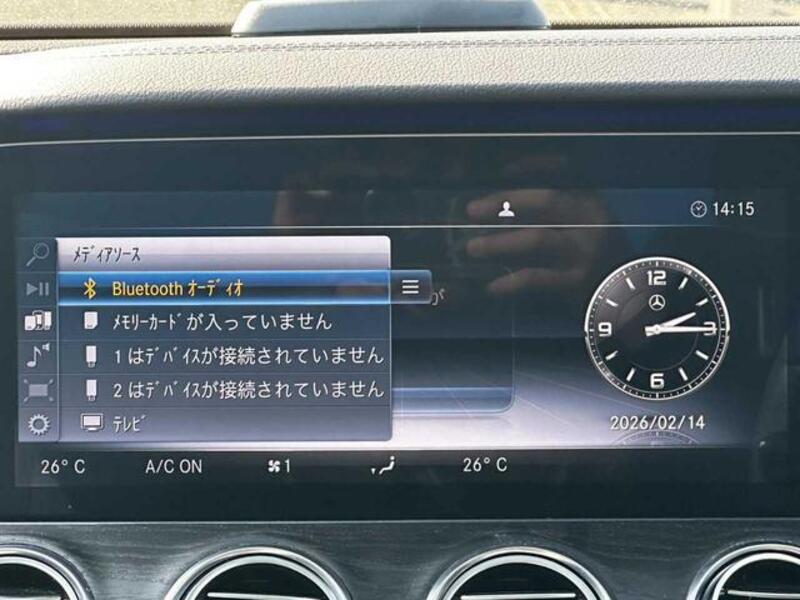 14:15
メディアソース
Bluetooth オーディオ
が
メモリーカードが入っていません
1 はデバイスが接続されていません
2 はデバイスが接続されていません
テレビ
12
3
6
9
2026/02/14
26° C
A/C ON
1
26° C